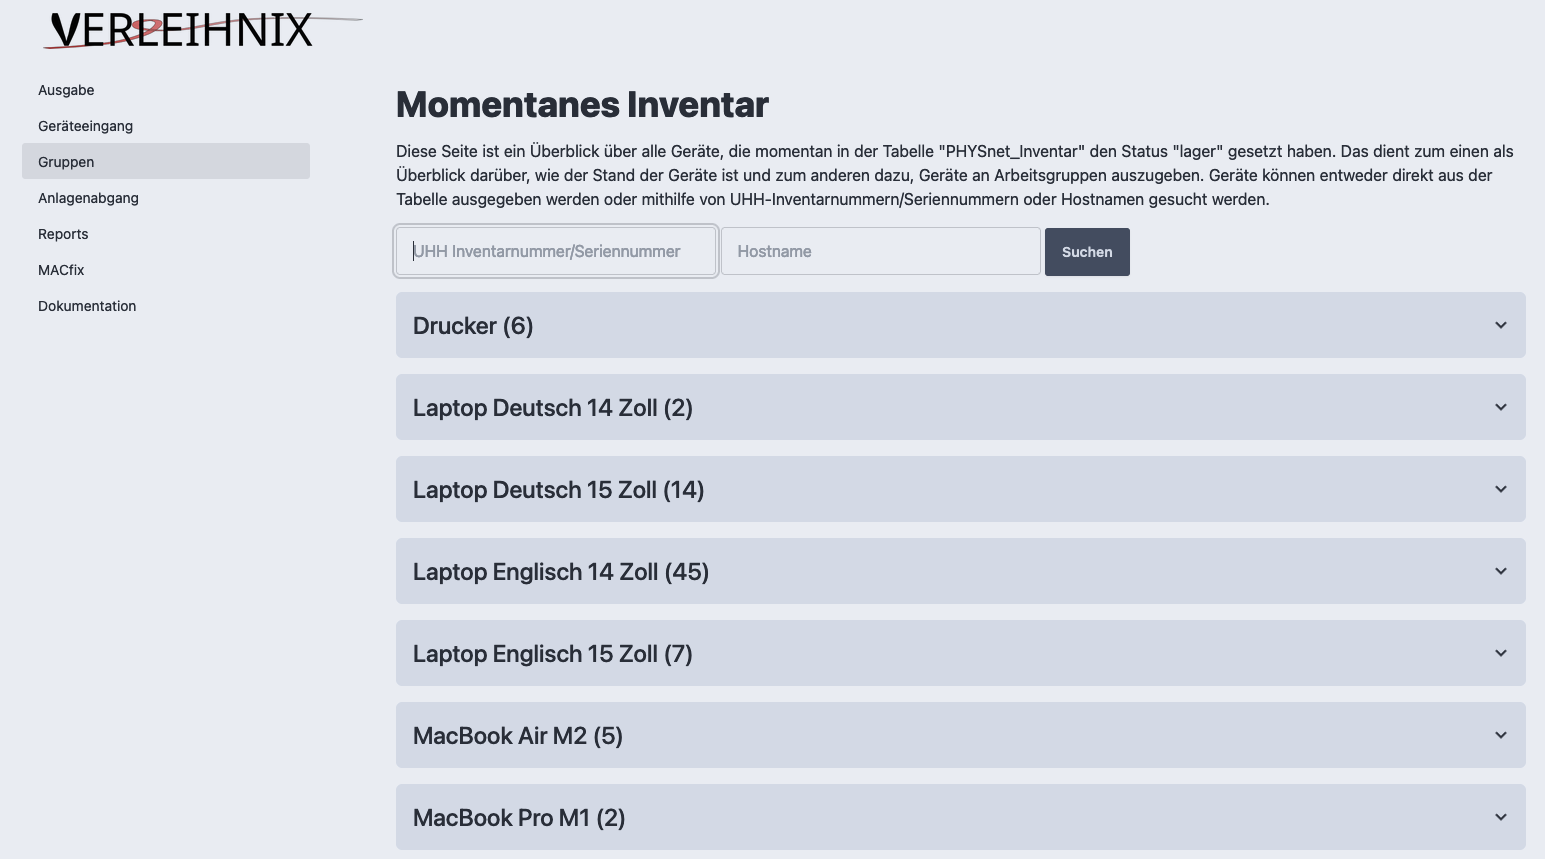 VERLEIHNIX
Ausgabe
Geräteeingang
Gruppen
Anlagenabgang
Reports
MACfix
Dokumentation
Momentanes Inventar
Diese Seite ist ein Überblick über alle Geräte, die momentan in der Tabelle "PHYSnet_Inventar" den Status "lager" gesetzt haben. Das dient zum einen als
Überblick darüber, wie der Stand der Geräte ist und zum anderen dazu, Geräte an Arbeitsgruppen auszugeben. Geräte können entweder direkt aus der
Tabelle ausgegeben werden oder mithilfe von UHH-Inventarnummern/Seriennummern oder Hostnamen gesucht werden.
UHH Inventarnummer/Seriennummer
Hostname
Suchen
Drucker (6)
Laptop Deutsch 14 Zoll (2)
Laptop Deutsch 15 Zoll (14)
Laptop Englisch 14 Zoll (45)
Laptop Englisch 15 Zoll (7)
MacBook Air M2 (5)
MacBook Pro M1 (2)